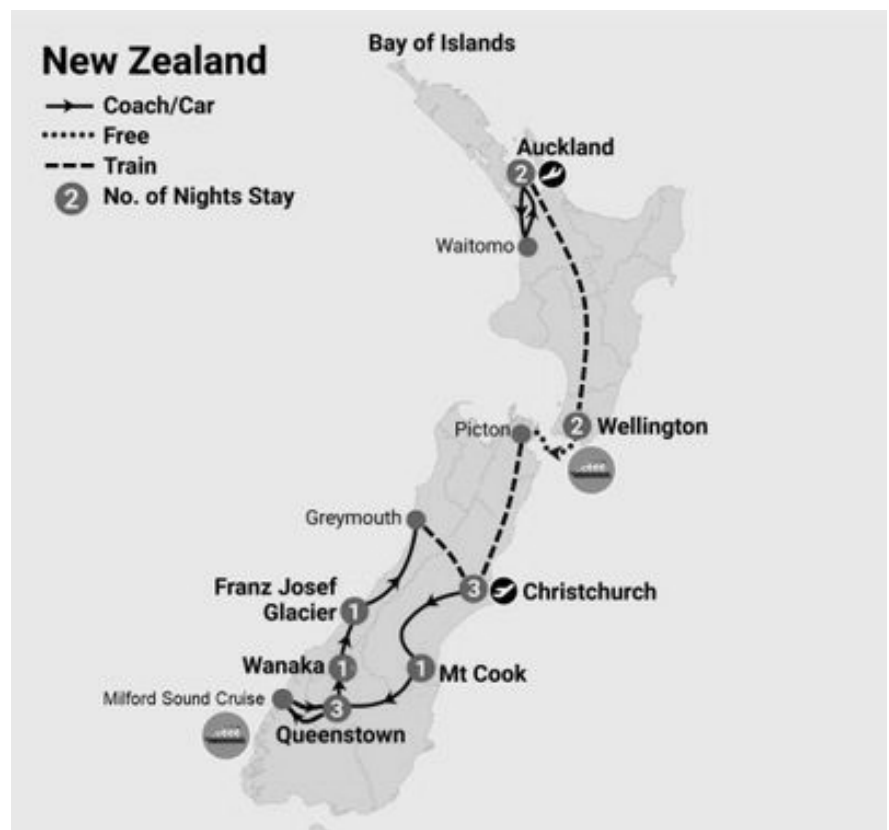 Bay of Islands
New Zealand
Coach/Car
Free
Train
2 No. of Nights Stay
Auckland
2
Waitomo
Picton
2 Wellington
Greymouth
Franz Josef
Glacier
1
3 Christchurch
Wanaka
1
1 Mt Cook
Milford Sound Cruise
3
Queenstown